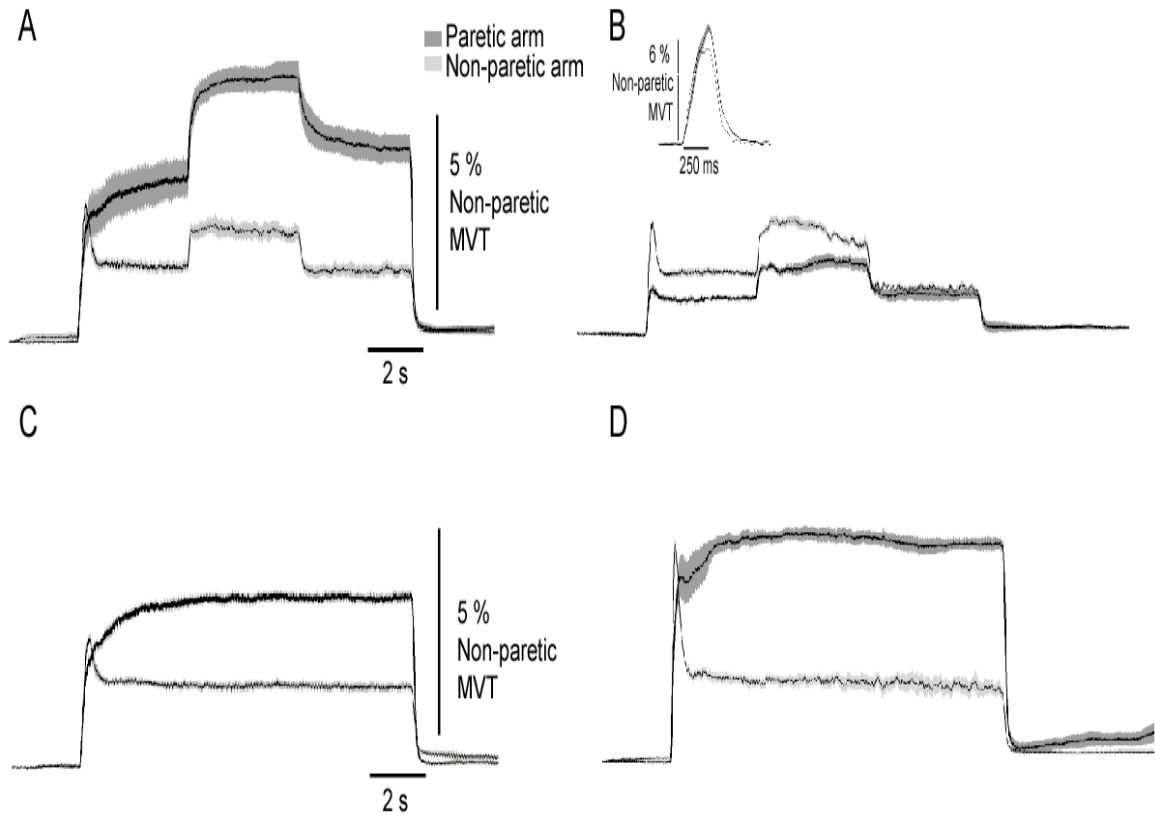 A
Paretic arm
Non-paretic arm
5 %
Non-paretic
MVT
2 s
B
6 %
Non-paretic
MVT
250 ms
C
5 %
Non-paretic
MVT
2 s
D